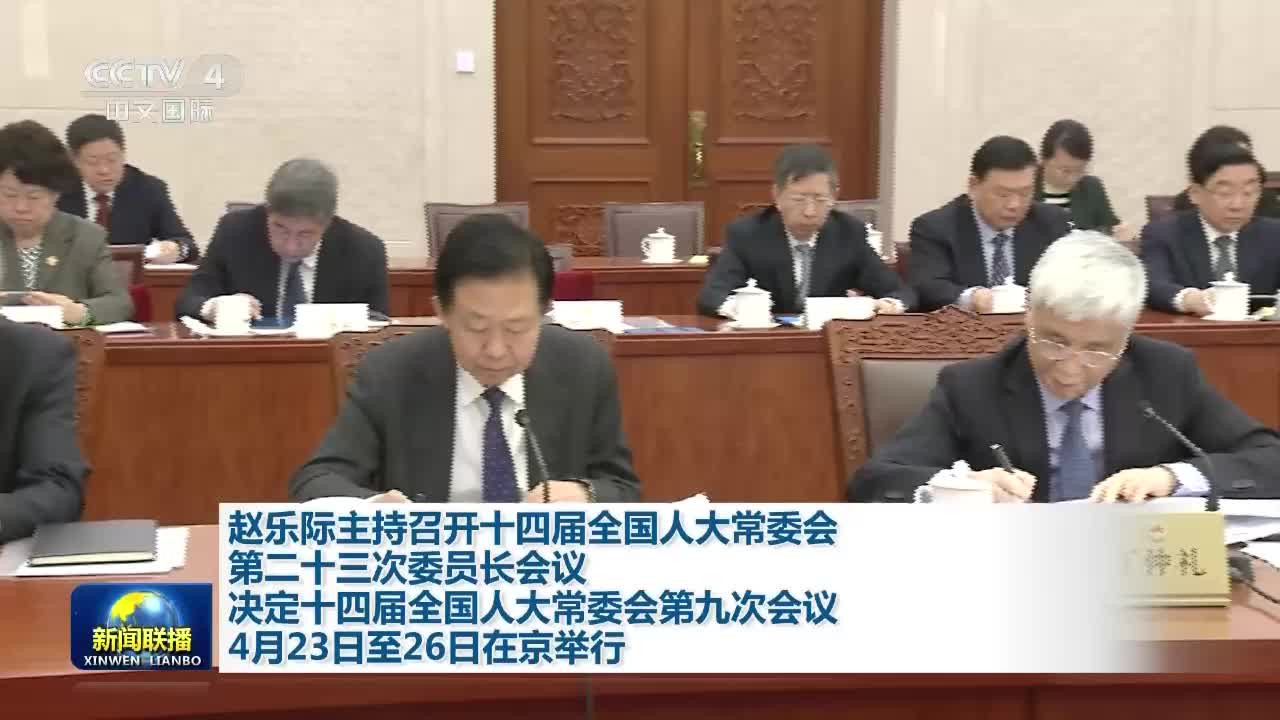 CCTV 4
中文国际
赵乐际主持召开十四届全国人大常委会
第二十三次委员长会议
决定十四届全国人大常委会第九次会议
4月23日至26日在京举行
新闻联播
XINWEN LIANBO
礼